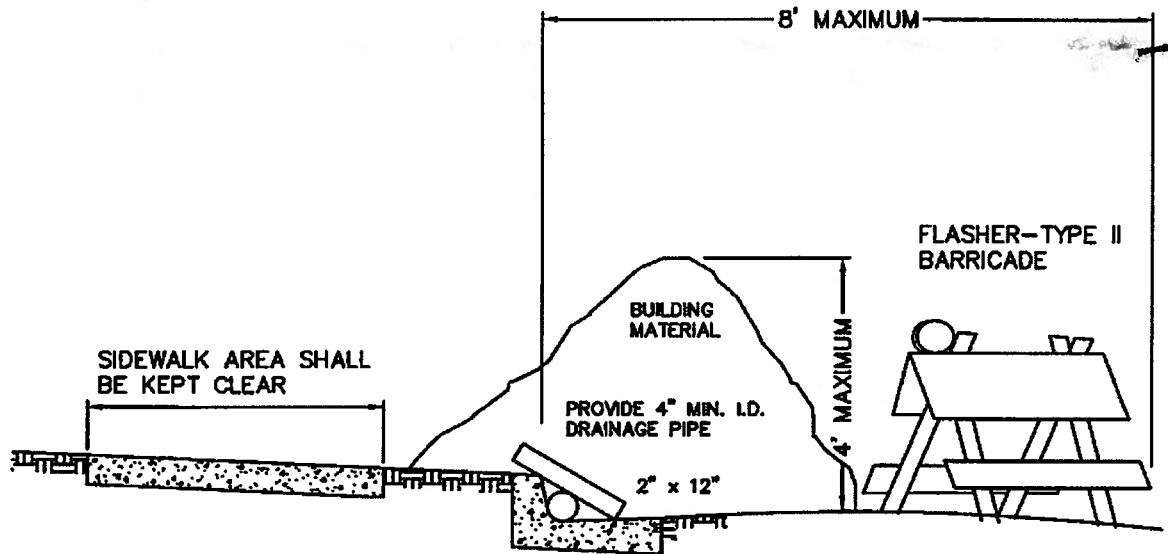 8' MAXIMUM
FLASHER-TYPE II
BARRICADE
BUILDING
MATERIAL
4' MAXIMUM
SIDEWALK AREA SHALL
BE KEPT CLEAR
PROVIDE 4" MIN. I.D.
DRAINAGE PIPE
2" x 12"